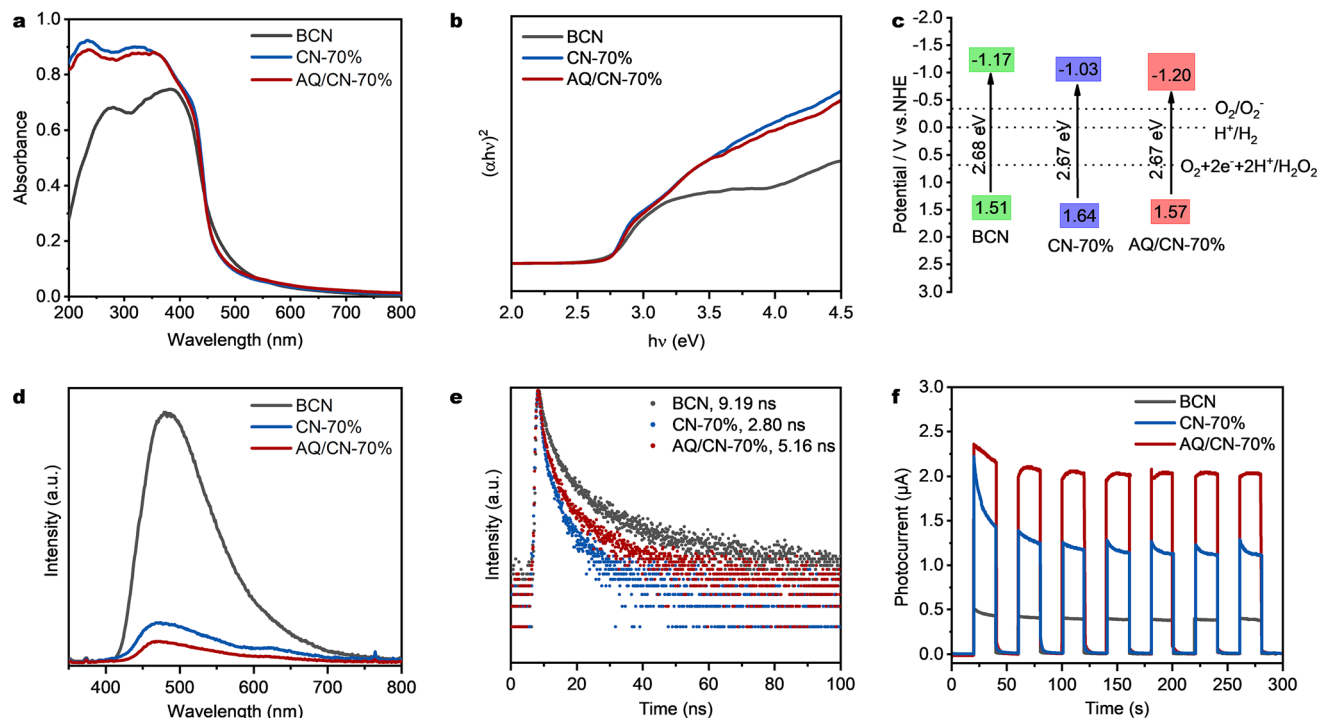 a
BCN
CN-70%
AQ/CN-70%
Absorbance
1.0
0.8
0.6
0.4
0.2
0.0
200 300 400 500 600 700 800
Wavelength (nm)
b
BCN
CN-70%
AQ/CN-70%
(αhν)²
2.0 2.5 3.0 3.5 4.0 4.5
hν (eV)
c
Potential / V vs.NHE
-2.0
-1.5
-1.0
-0.5
0.0
0.5
1.0
1.5
2.0
2.5
3.0
-1.17 -1.03 -1.20
O₂/O₂⁻
H⁺/H₂
O₂+2e⁻+2H⁺/H₂O₂
2.68 eV 2.67 eV 2.67 eV
1.51 1.64 1.57
BCN CN-70% AQ/CN-70%
d
BCN
CN-70%
AQ/CN-70%
Intensity (a.u.)
400 500 600 700 800
Wavelength (nm)
e
BCN, 9.19 ns
CN-70%, 2.80 ns
AQ/CN-70%, 5.16 ns
Intensity (a.u.)
0 20 40 60 80 100
Time (ns)
f
BCN
CN-70%
AQ/CN-70%
Photocurrent (μA)
3.0
2.5
2.0
1.5
1.0
0.5
0.0
0 50 100 150 200 250 300
Time (s)